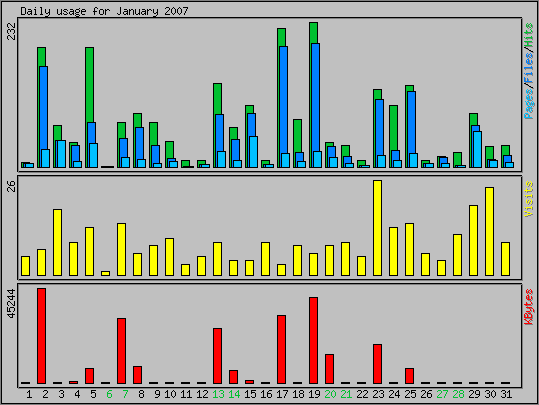 Daily usage for January 2007
232
Pages/Files/Hits
26
Visits
45244
KBytes
1 2 3 4 5 6 7 8 9 10 11 12 13 14 15 16 17 18 19 20 21 22 23 24 25 26 27 28 29 30 31